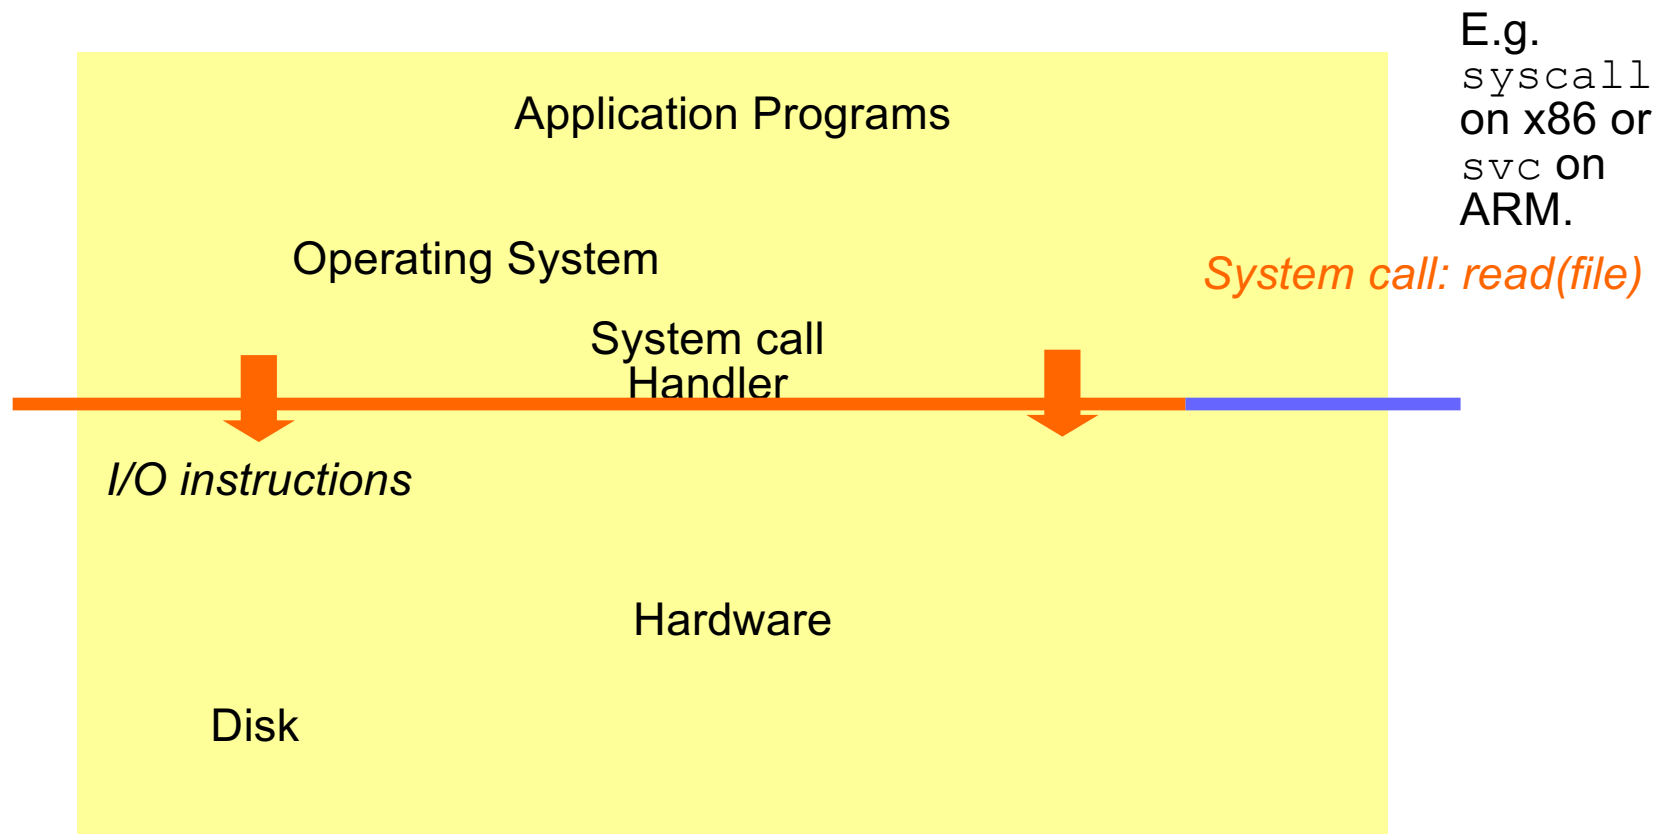 E.g.
syscall
on x86 or
svc on
ARM.
Application Programs
Operating System
System call: read(file)
System call
Handler
I/O instructions
Hardware
Disk